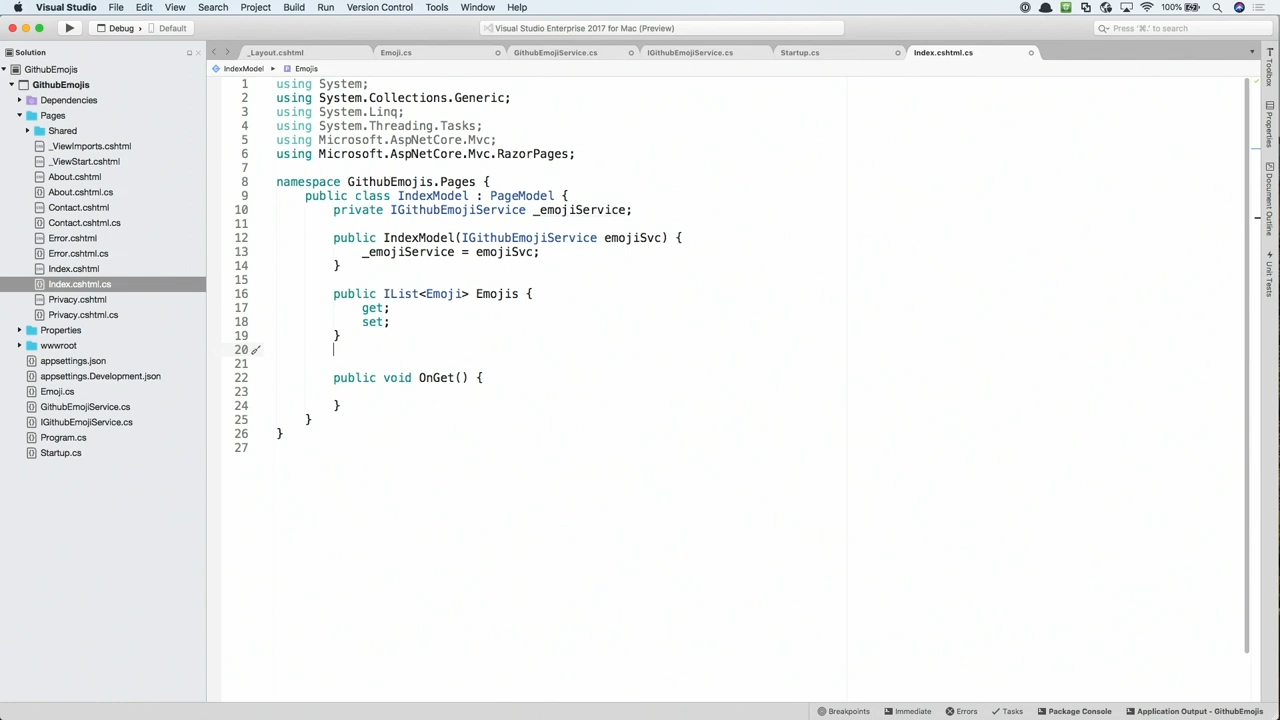 Visual Studio File Edit View Search Project Build Run Version Control Tools Window Help 100%
Debug Default Visual Studio Enterprise 2017 for Mac (Preview) Press '⌘.' to search
Solution
_Layout.cshtml Emoji.cs GithubEmojiService.cs IGithubEmojiService.cs Startup.cs Index.cshtml.cs
IndexModel Emojis
GithubEmojis
GithubEmojis
Dependencies
Pages
Shared
_ViewImports.cshtml
_ViewStart.cshtml
About.cshtml
About.cshtml.cs
Contact.cshtml
Contact.cshtml.cs
Error.cshtml
Error.cshtml.cs
Index.cshtml
Index.cshtml.cs
Privacy.cshtml
Privacy.cshtml.cs
Properties
wwwroot
appsettings.json
appsettings.Development.json
Emoji.cs
GithubEmojiService.cs
IGithubEmojiService.cs
Program.cs
Startup.cs
1 using System;
2 using System.Collections.Generic;
3 using System.Linq;
4 using System.Threading.Tasks;
5 using Microsoft.AspNetCore.Mvc;
6 using Microsoft.AspNetCore.Mvc.RazorPages;
7
8 namespace GithubEmojis.Pages {
9 public class IndexModel : PageModel {
10 private IGithubEmojiService _emojiService;
11
12 public IndexModel(IGithubEmojiService emojiSvc) {
13 _emojiService = emojiSvc;
14 }
15
16 public IList<Emoji> Emojis {
17 get;
18 set;
19 }
20
21
22 public void OnGet() {
23
24 }
25 }
26 }
27
Toolbox
Properties
Document Outline
Unit Tests
Breakpoints Immediate Errors Tasks Package Console Application Output - GithubEmojis